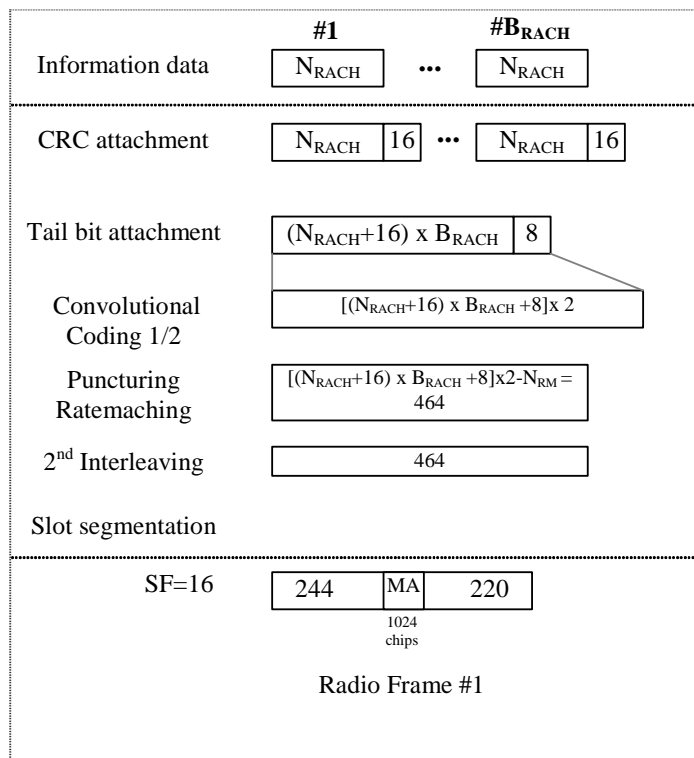 #1 #B_RACH
Information data N_RACH ... N_RACH
CRC attachment N_RACH 16 ... N_RACH 16
Tail bit attachment (N_RACH+16) x B_RACH 8
Convolutional
Coding 1/2
[(N_RACH+16) x B_RACH +8]x 2
Puncturing
Ratemaching
[(N_RACH+16) x B_RACH +8]x2-N_RM =
464
2nd Interleaving 464
Slot segmentation
SF=16 244 MA 220
1024
chips
Radio Frame #1